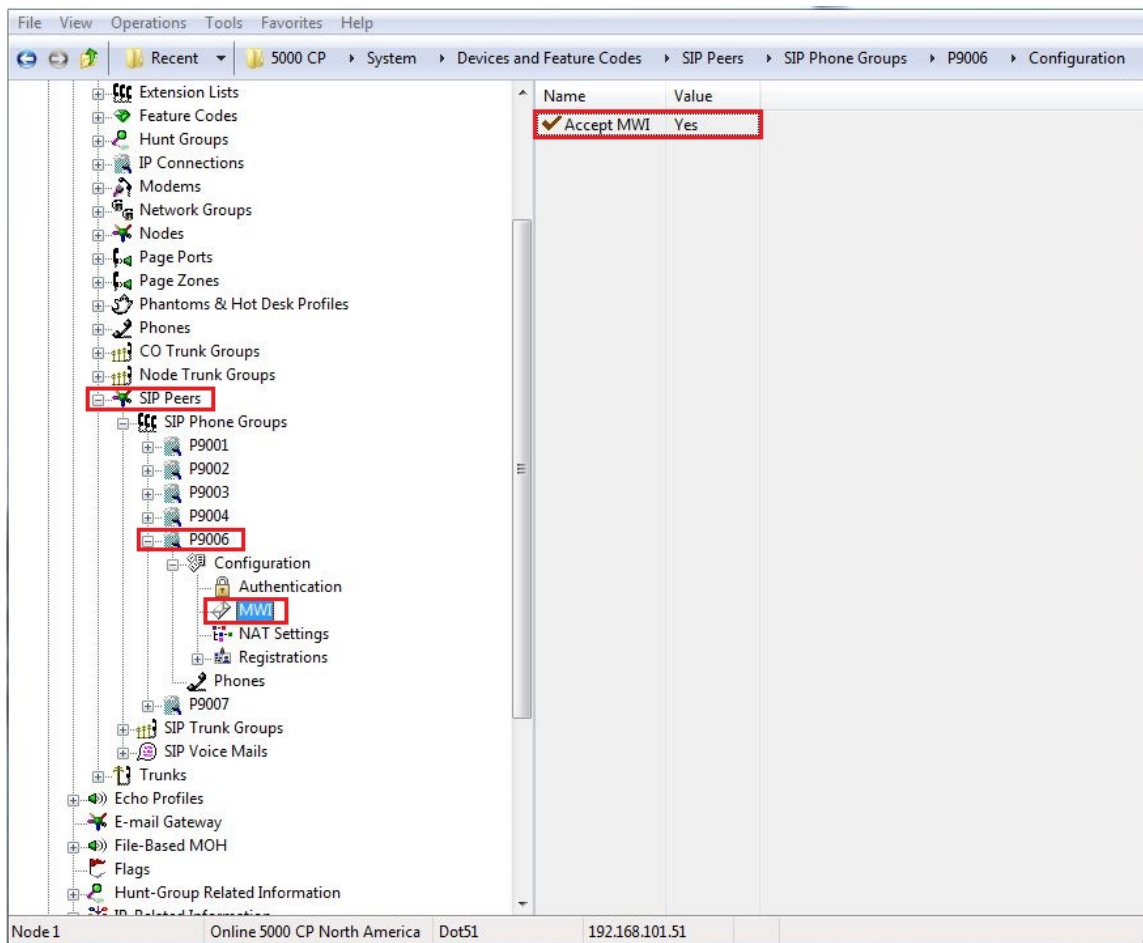 File View Operations Tools Favorites Help
Recent 5000 CP System Devices and Feature Codes SIP Peers SIP Phone Groups P9006 Configuration
Extension Lists
Feature Codes
Hunt Groups
IP Connections
Modems
Network Groups
Nodes
Page Ports
Page Zones
Phantoms & Hot Desk Profiles
Phones
CO Trunk Groups
Node Trunk Groups
SIP Peers
SIP Phone Groups
P9001
P9002
P9003
P9004
P9006
Configuration
Authentication
MWI
NAT Settings
Registrations
Phones
P9007
SIP Trunk Groups
SIP Voice Mails
Trunks
Echo Profiles
E-mail Gateway
File-Based MOH
Flags
Hunt-Group Related Information
IP-Related Information
Name Value
Accept MWI Yes
Node 1 Online 5000 CP North America Dot51 192.168.101.51